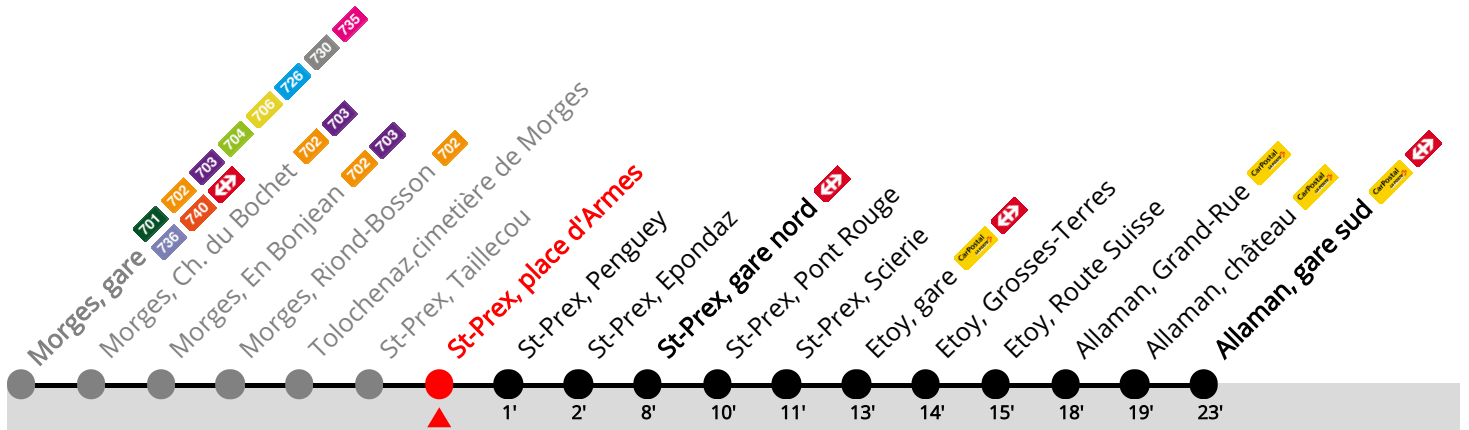 Morges, gare 701 702 703 704 706 726 730 735
736 740
Morges, Ch. du Bochet 702 703
Morges, En Bonjean 702 703
Morges, Riond-Bosson 702
Tolochenaz,cimetière de Morges
St-Prex, Taillecou
St-Prex, place d'Armes
St-Prex, Penguey
St-Prex, Epondaz
St-Prex, gare nord
St-Prex, Pont Rouge
St-Prex, Scierie
Etoy, gare CarPostal
Etoy, Grosses-Terres
Etoy, Route Suisse
Allaman, Grand-Rue CarPostal
Allaman, château CarPostal
Allaman, gare sud CarPostal
1' 2' 8' 10' 11' 13' 14' 15' 18' 19' 23'